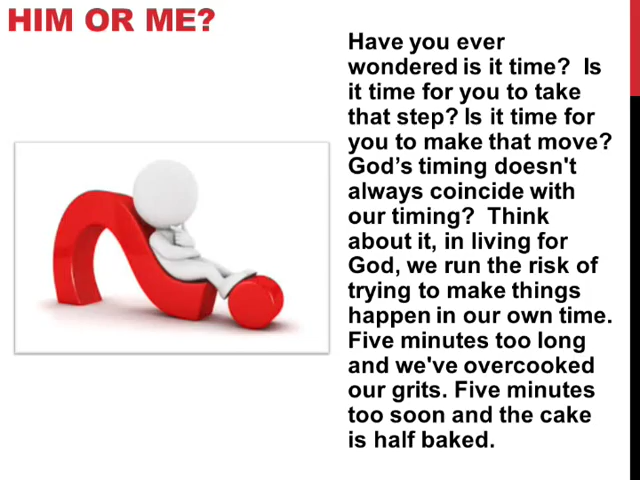 HIM OR ME?
Have you ever
wondered is it time?  Is
it time for you to take
that step? Is it time for
you to make that move?
God’s timing doesn't
always coincide with
our timing?  Think
about it, in living for
God, we run the risk of
trying to make things
happen in our own time.
Five minutes too long
and we've overcooked
our grits. Five minutes
too soon and the cake
is half baked.